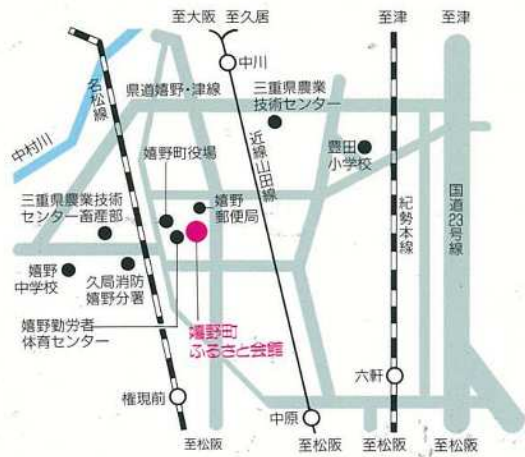 至大阪 至久居
至津
至津
中川
名松線
県道嬉野・津線
三重県農業
技術センター
中村川
近線山田線
豊田
小学校
嬉野町役場
嬉野
郵便局
紀勢本線
国道23号線
三重県農業技術
センター畜産部
嬉野
中学校
久局消防
嬉野分署
嬉野勤労者
体育センター
嬉野町
ふるさと会館
六軒
権現前
中原
至松阪
至松阪
至松阪
至松阪